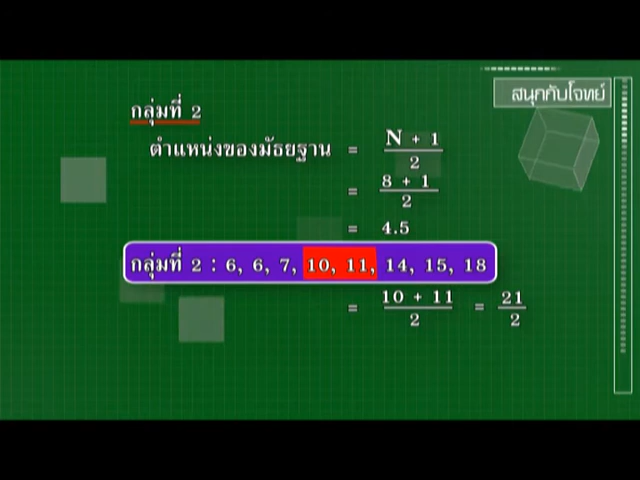 สนุกกับโจทย์
กลุ่มที่ 2
ตำแหน่งของมัธยฐาน = N + 1 / 2
= 8 + 1 / 2
= 4.5
กลุ่มที่ 2 : 6, 6, 7, 10, 11, 14, 15, 18
= 10 + 11 / 2 = 21 / 2